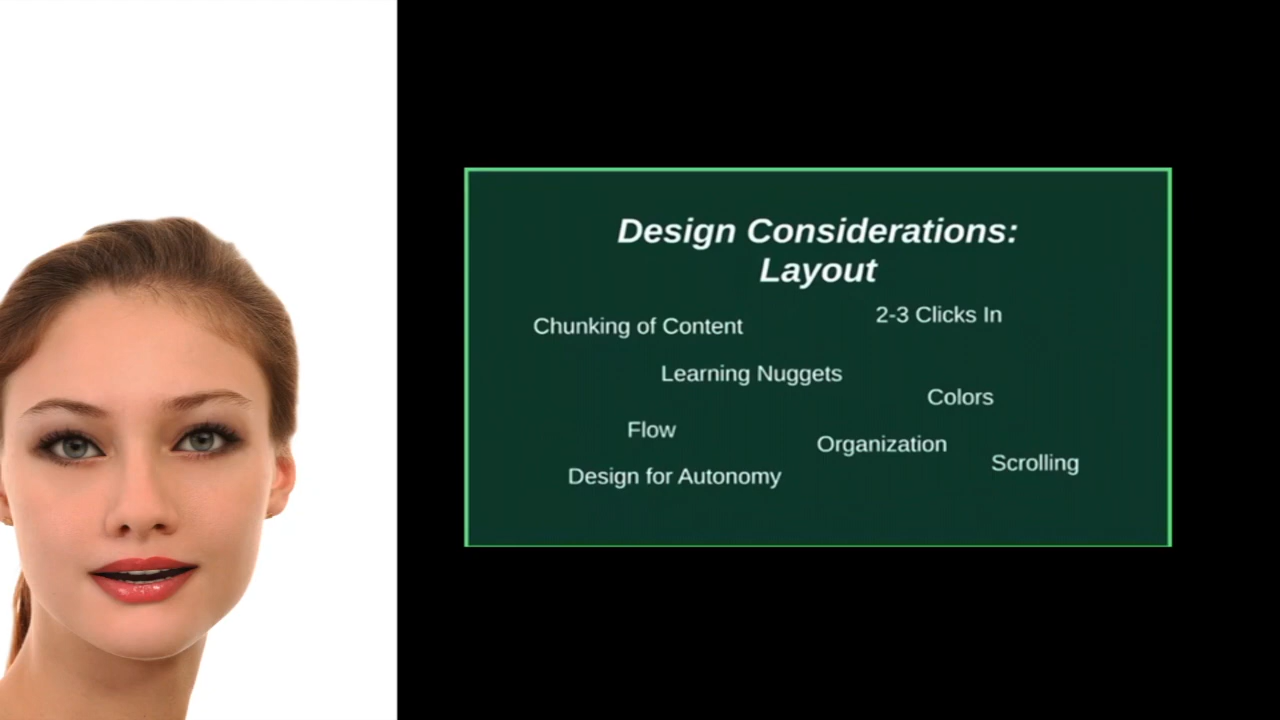 Design Considerations:
Layout
Chunking of Content
2-3 Clicks In
Learning Nuggets
Colors
Flow
Organization
Scrolling
Design for Autonomy